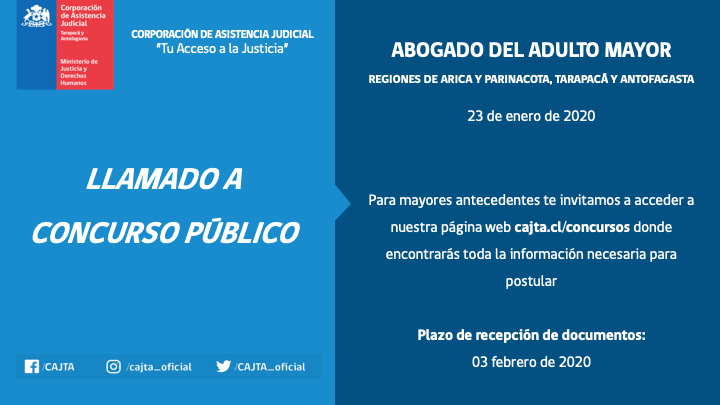 Corporación
de Asistencia
Judicial
Tarapacá y
Antofagasta
Ministerio de
Justicia y
Derechos
Humanos
CORPORACIÓN DE ASISTENCIA JUDICIAL
"Tu Acceso a la Justicia"
LLAMADO A
CONCURSO PÚBLICO
/CAJTA
/cajta_oficial
/CAJTA_oficial
ABOGADO DEL ADULTO MAYOR
REGIONES DE ARICA Y PARINACOTA, TARAPACÁ Y ANTOFAGASTA
23 de enero de 2020
Para mayores antecedentes te invitamos a acceder a
nuestra página web cajta.cl/concursos donde
encontrarás toda la información necesaria para
postular
Plazo de recepción de documentos:
03 febrero de 2020